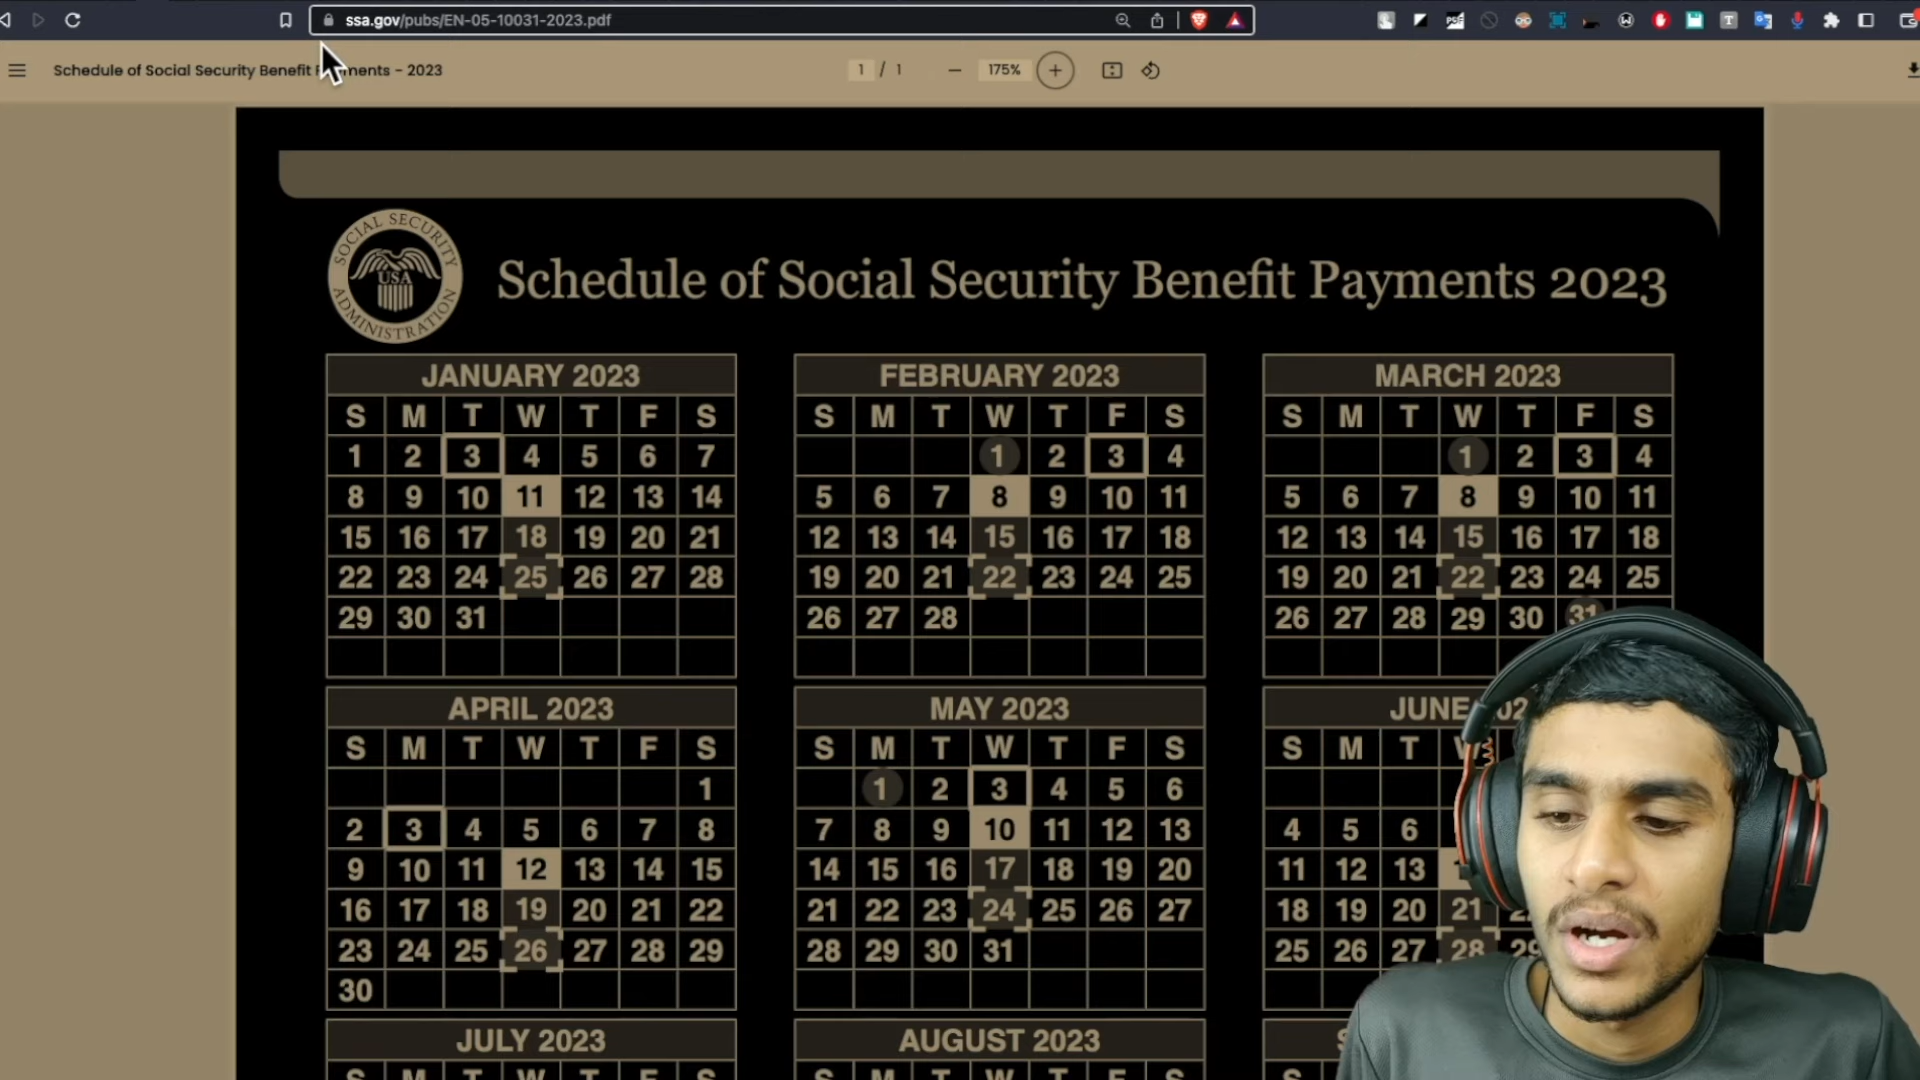 ssa.gov/pubs/EN-05-10031-2023.pdf
Schedule of Social Security Benefit Payments - 2023
1 / 1
175%
SOCIAL SECURITY ADMINISTRATION
USA
Schedule of Social Security Benefit Payments 2023
JANUARY 2023
S M T W T F S
1 2 3 4 5 6 7
8 9 10 11 12 13 14
15 16 17 18 19 20 21
22 23 24 25 26 27 28
29 30 31
FEBRUARY 2023
S M T W T F S
1 2 3 4
5 6 7 8 9 10 11
12 13 14 15 16 17 18
19 20 21 22 23 24 25
26 27 28
MARCH 2023
S M T W T F S
1 2 3 4
5 6 7 8 9 10 11
12 13 14 15 16 17 18
19 20 21 22 23 24 25
26 27 28 29 30 31
APRIL 2023
S M T W T F S
1
2 3 4 5 6 7 8
9 10 11 12 13 14 15
16 17 18 19 20 21 22
23 24 25 26 27 28 29
30
MAY 2023
S M T W T F S
1 2 3 4 5 6
7 8 9 10 11 12 13
14 15 16 17 18 19 20
21 22 23 24 25 26 27
28 29 30 31
JUNE
S M T W
4 5 6
11 12 13
18 19 20 21
25 26 27 28 29
JULY 2023
S M T W T F S
AUGUST 2023
S M T W T F S
S M T